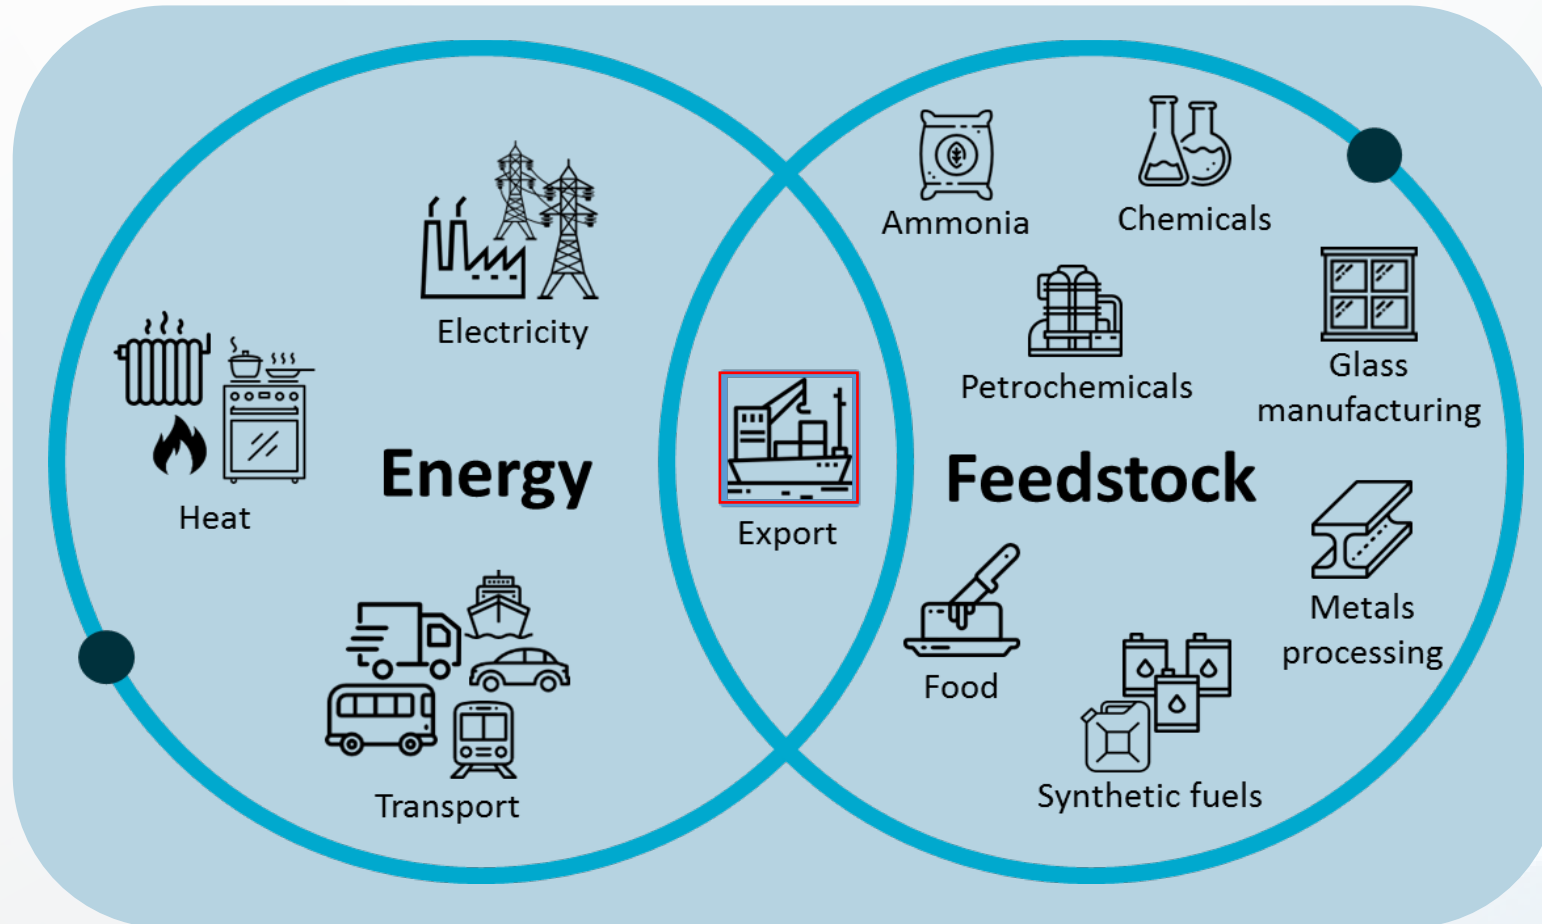 Electricity
Heat
Energy
Transport
Export
Ammonia
Chemicals
Petrochemicals
Glass
manufacturing
Feedstock
Metals
processing
Food
Synthetic fuels